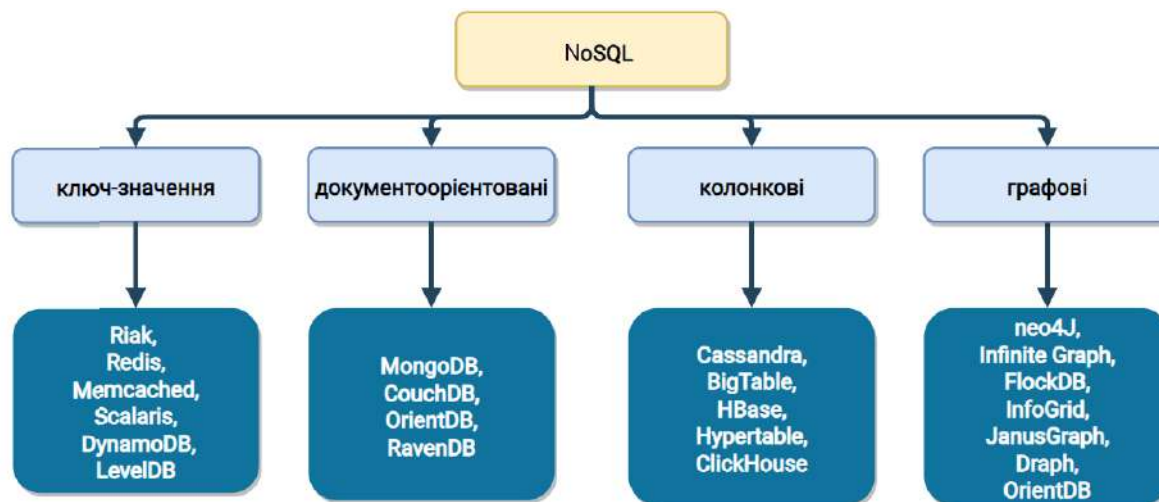 NoSQL
ключ-значення
документоорієнтовані
колонкові
графові
Riak,
Redis,
Memcached,
Scalaris,
DynamoDB,
LevelDB
MongoDB,
CouchDB,
OrientDB,
RavenDB
Cassandra,
BigTable,
HBase,
Hypertable,
ClickHouse
neo4J,
Infinite Graph,
FlockDB,
InfoGrid,
JanusGraph,
Draph,
OrientDB